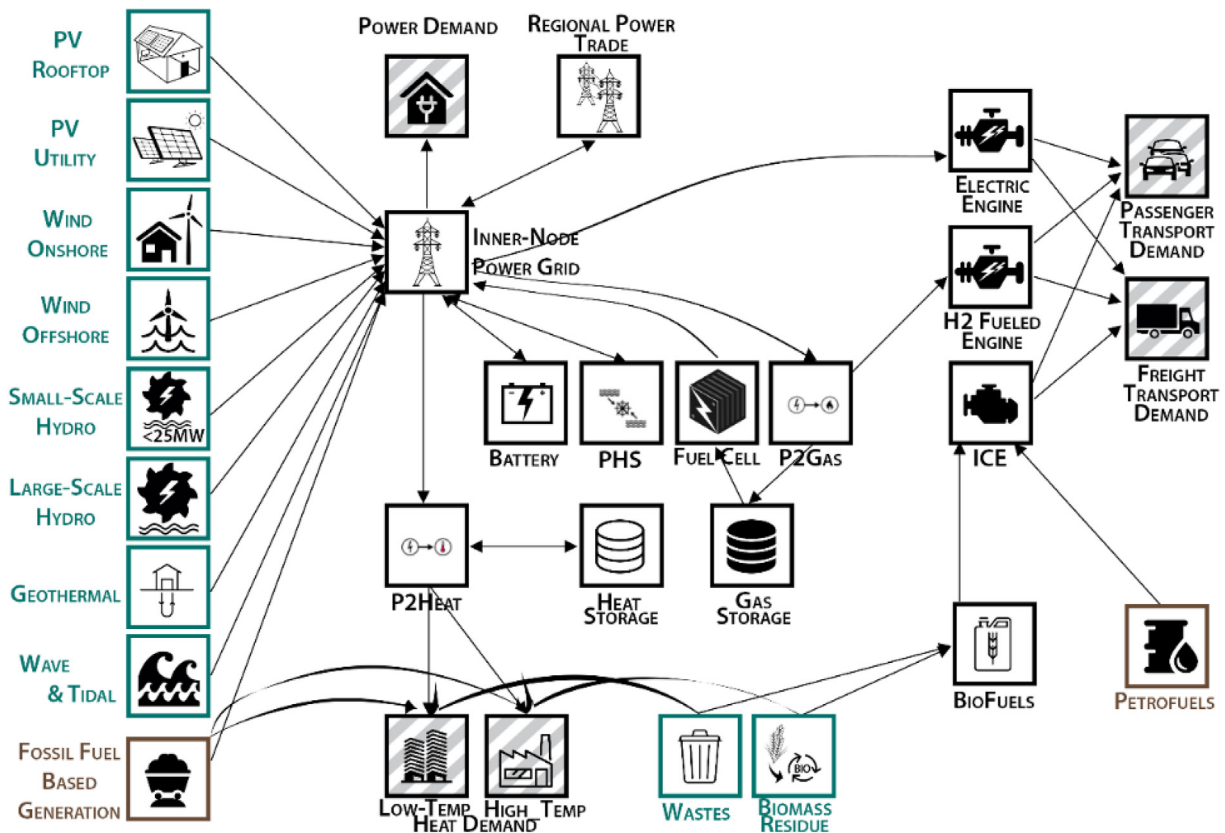 PV
Rooftop
PV
Utility
Wind
Onshore
Wind
Offshore
Small-Scale
Hydro
<25MW
Large-Scale
Hydro
Geothermal
Wave
& Tidal
Fossil Fuel
Based
Generation
Power Demand
Regional Power
Trade
Inner-Node
Power Grid
Battery
PHS
Fuel Cell
P2Gas
P2Heat
Heat
Storage
Gas
Storage
Low-Temp
High_Temp
Heat Demand
Wastes
BIO
Biomass
Residue
Electric
Engine
H2 Fueled
Engine
ICE
BioFuels
Petrofuels
Passenger
Transport
Demand
Freight
Transport
Demand